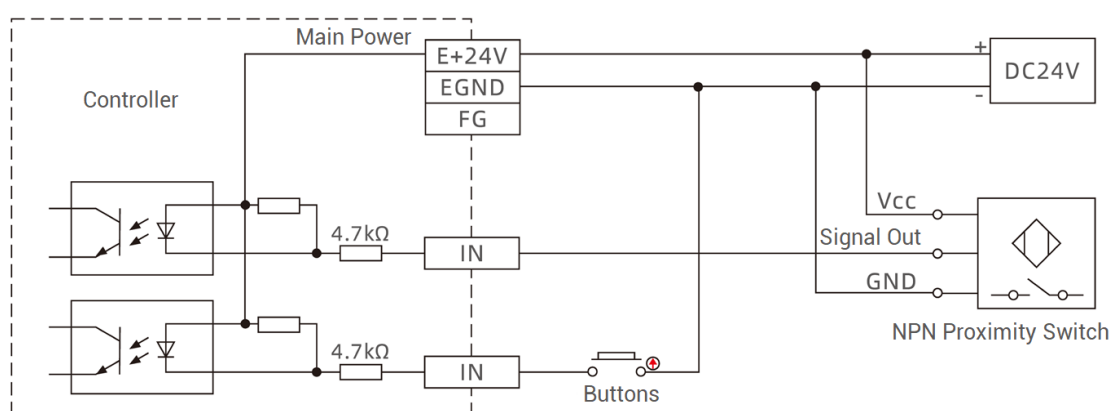 Main Power
E+24V
EGND
FG
+
-
DC24V
Controller
Vcc
Signal Out
GND
4.7kΩ
IN
NPN Proximity Switch
4.7kΩ
IN
Buttons